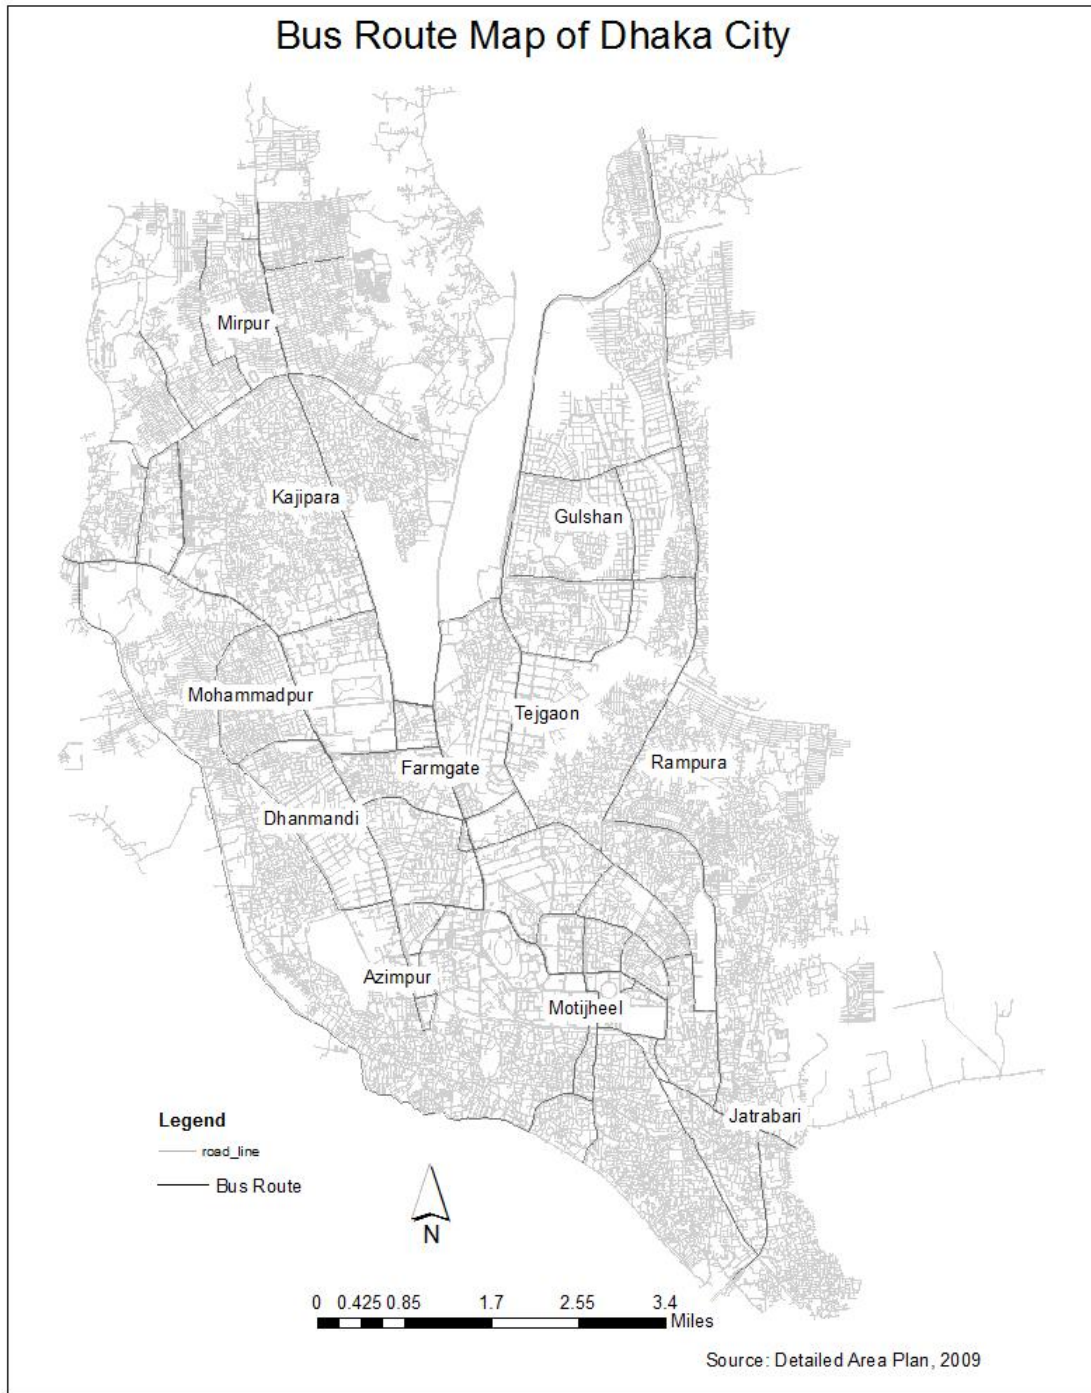 Bus Route Map of Dhaka City
Mirpur
Kajipara
Gulshan
Mohammadpur
Tejgaon
Farmgate
Rampura
Dhanmandi
Azimpur
Motijheel
Jatrabari
Legend
road_line
Bus Route
N
0 0.425 0.85 1.7 2.55 3.4
Miles
Source: Detailed Area Plan, 2009